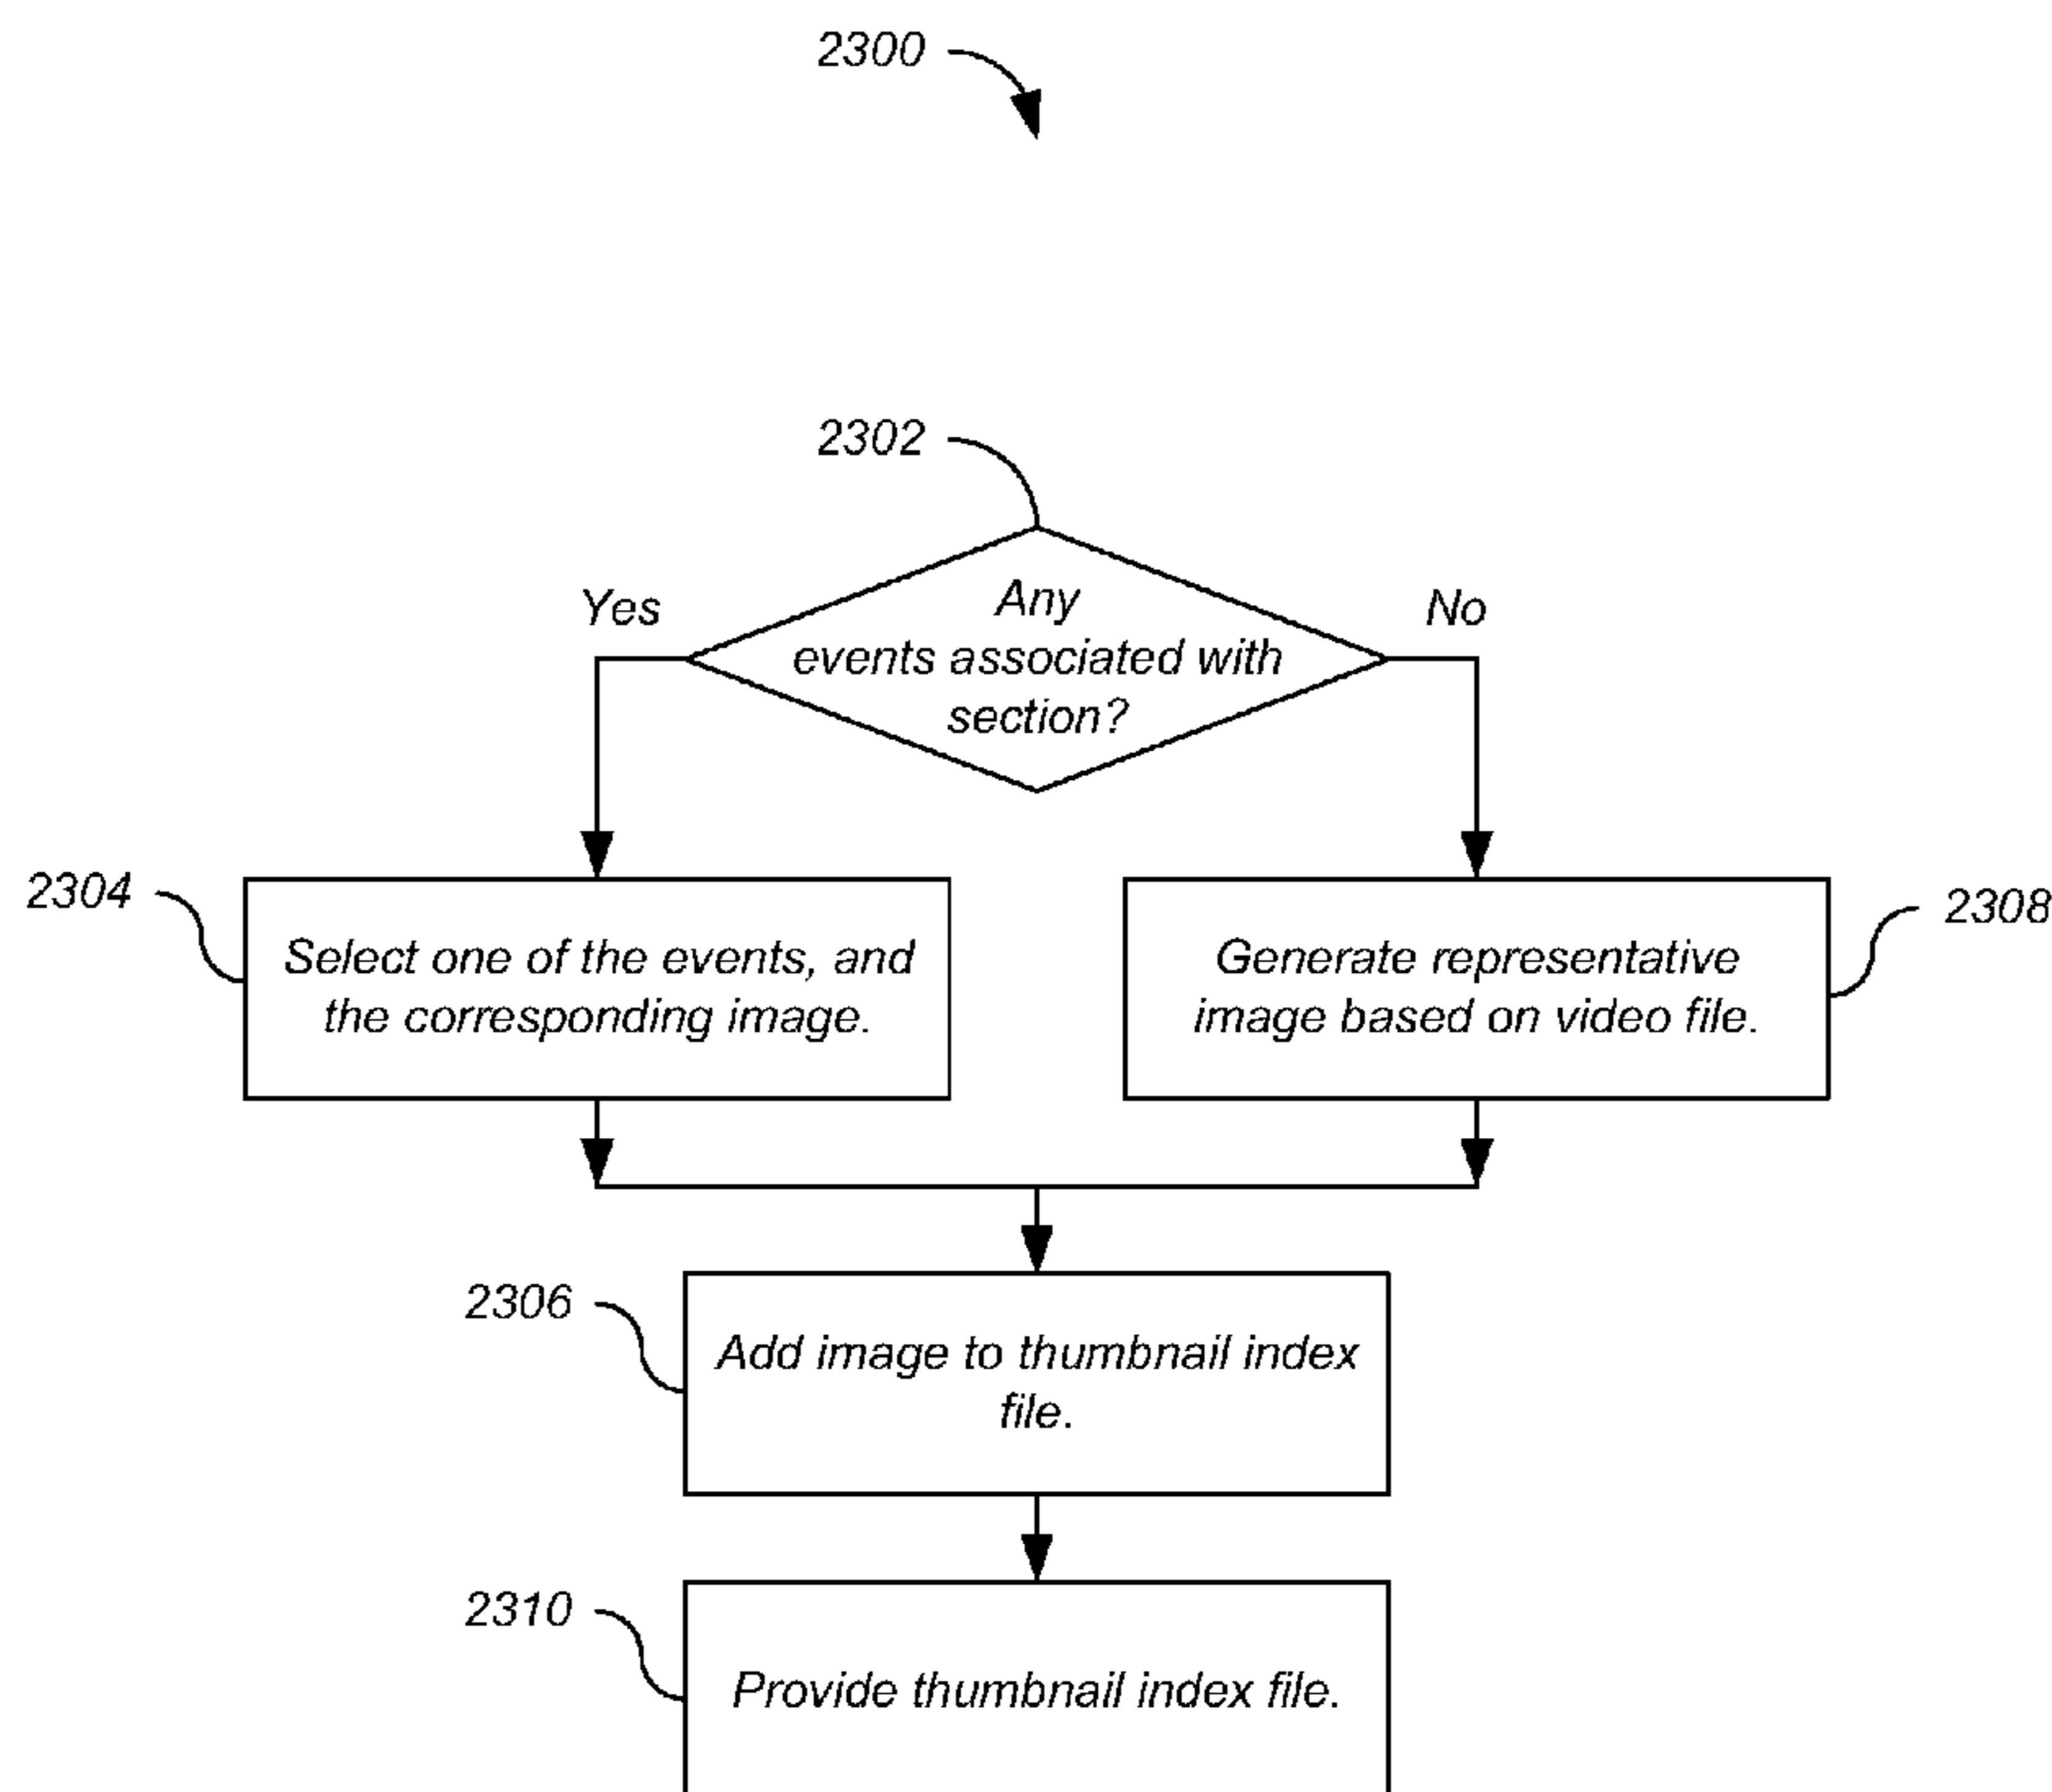 2300
2302
Yes
No
Any
events associated with
section?
2304
2308
Select one of the events, and
the corresponding image.
Generate representative
image based on video file.
2306
Add image to thumbnail index
file.
2310
Provide thumbnail index file.